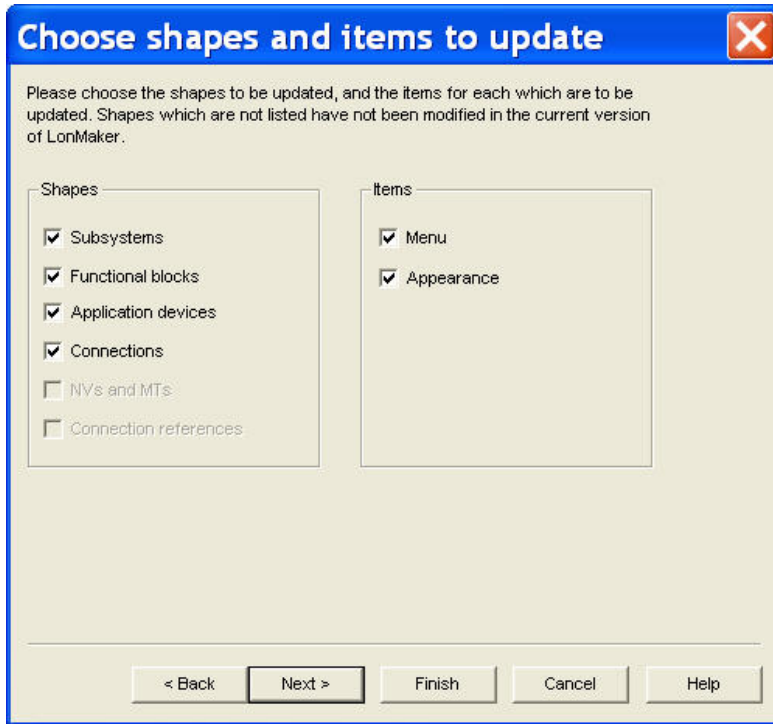 Choose shapes and items to update
Please choose the shapes to be updated, and the items for each which are to be
updated. Shapes which are not listed have not been modified in the current version
of LonMaker.
Shapes
Subsystems
Functional blocks
Application devices
Connections
NVs and MTs
Connection references
Items
Menu
Appearance
< Back
Next >
Finish
Cancel
Help